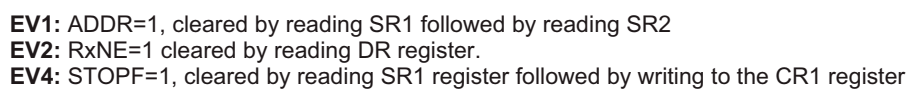 EV1: ADDR=1, cleared by reading SR1 followed by reading SR2
EV2: RxNE=1 cleared by reading DR register.
EV4: STOPF=1, cleared by reading SR1 register followed by writing to the CR1 register